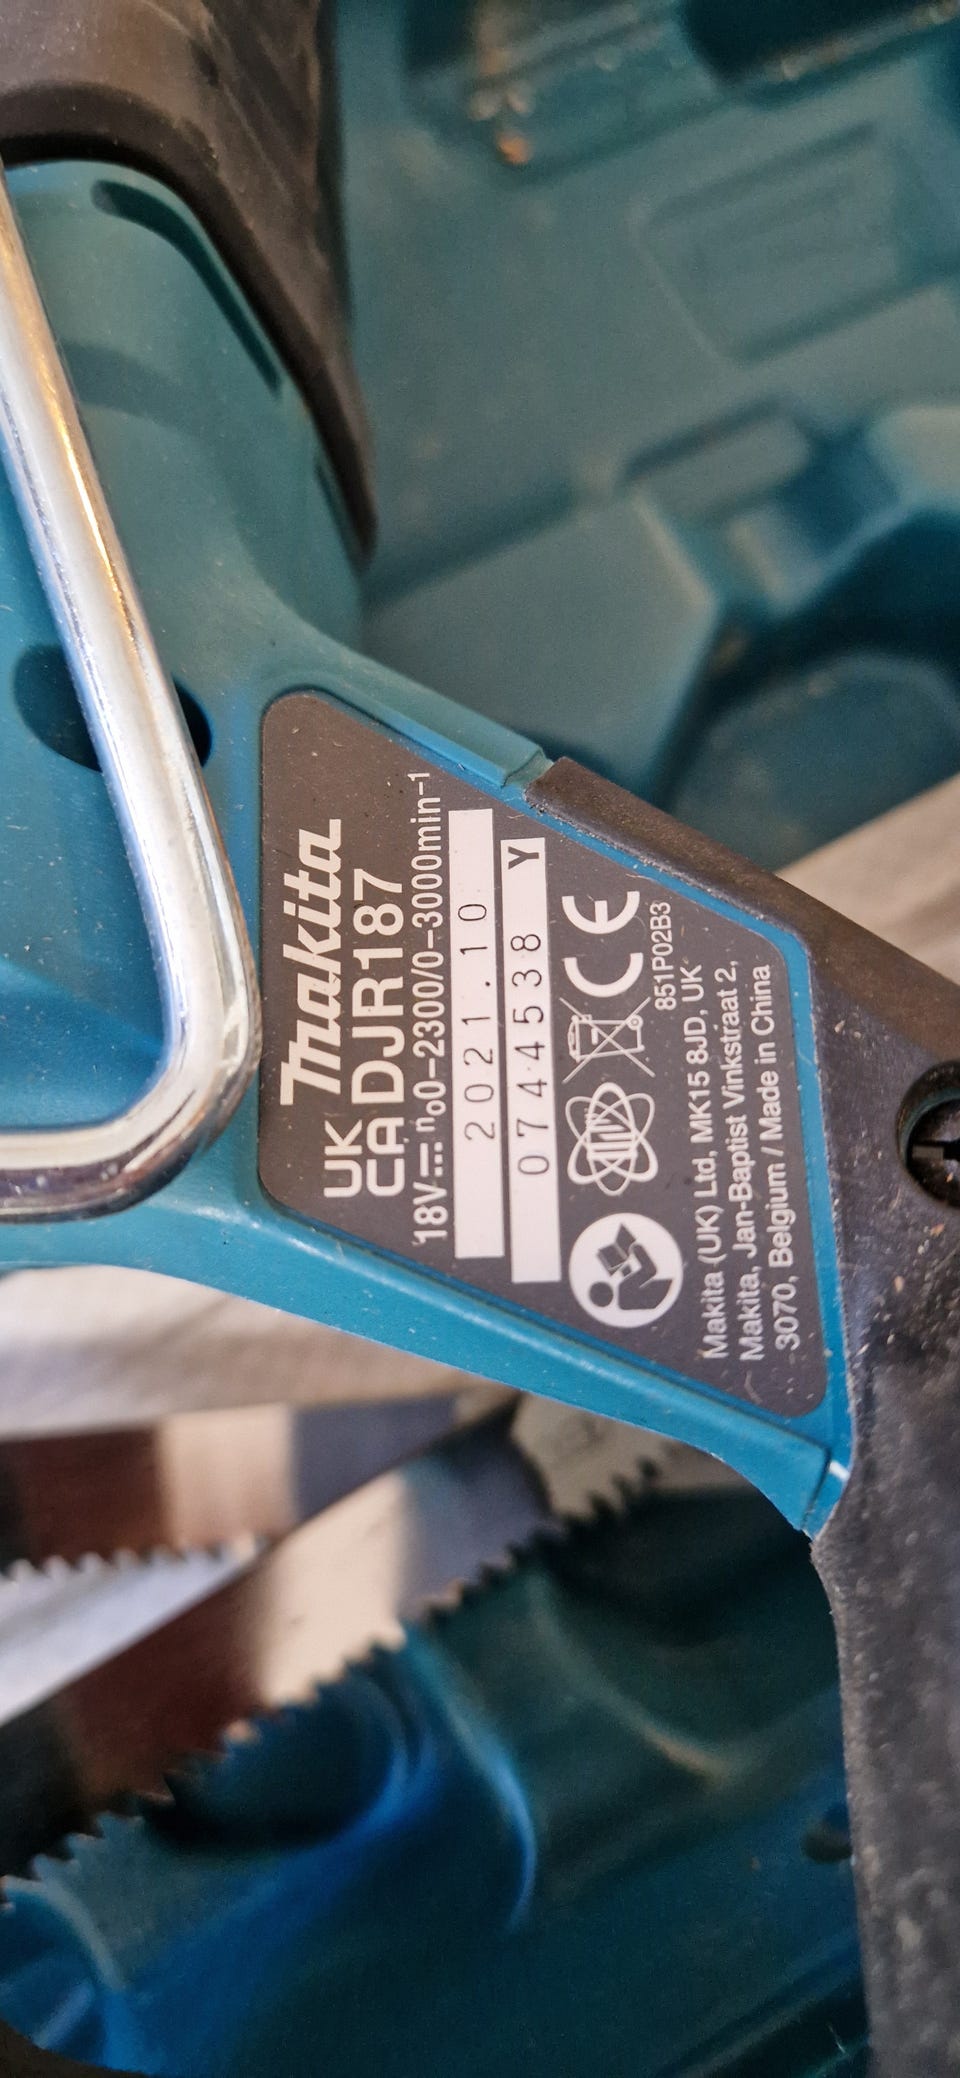 makita
UK
CA DJR187
18V n₀0-2300/0-3000min⁻¹
2021.10
0744538 Y
CE
851P02B3
Makita (UK) Ltd, MK15 8JD, UK
Makita, Jan-Baptist Vinkstraat 2,
3070, Belgium / Made in China